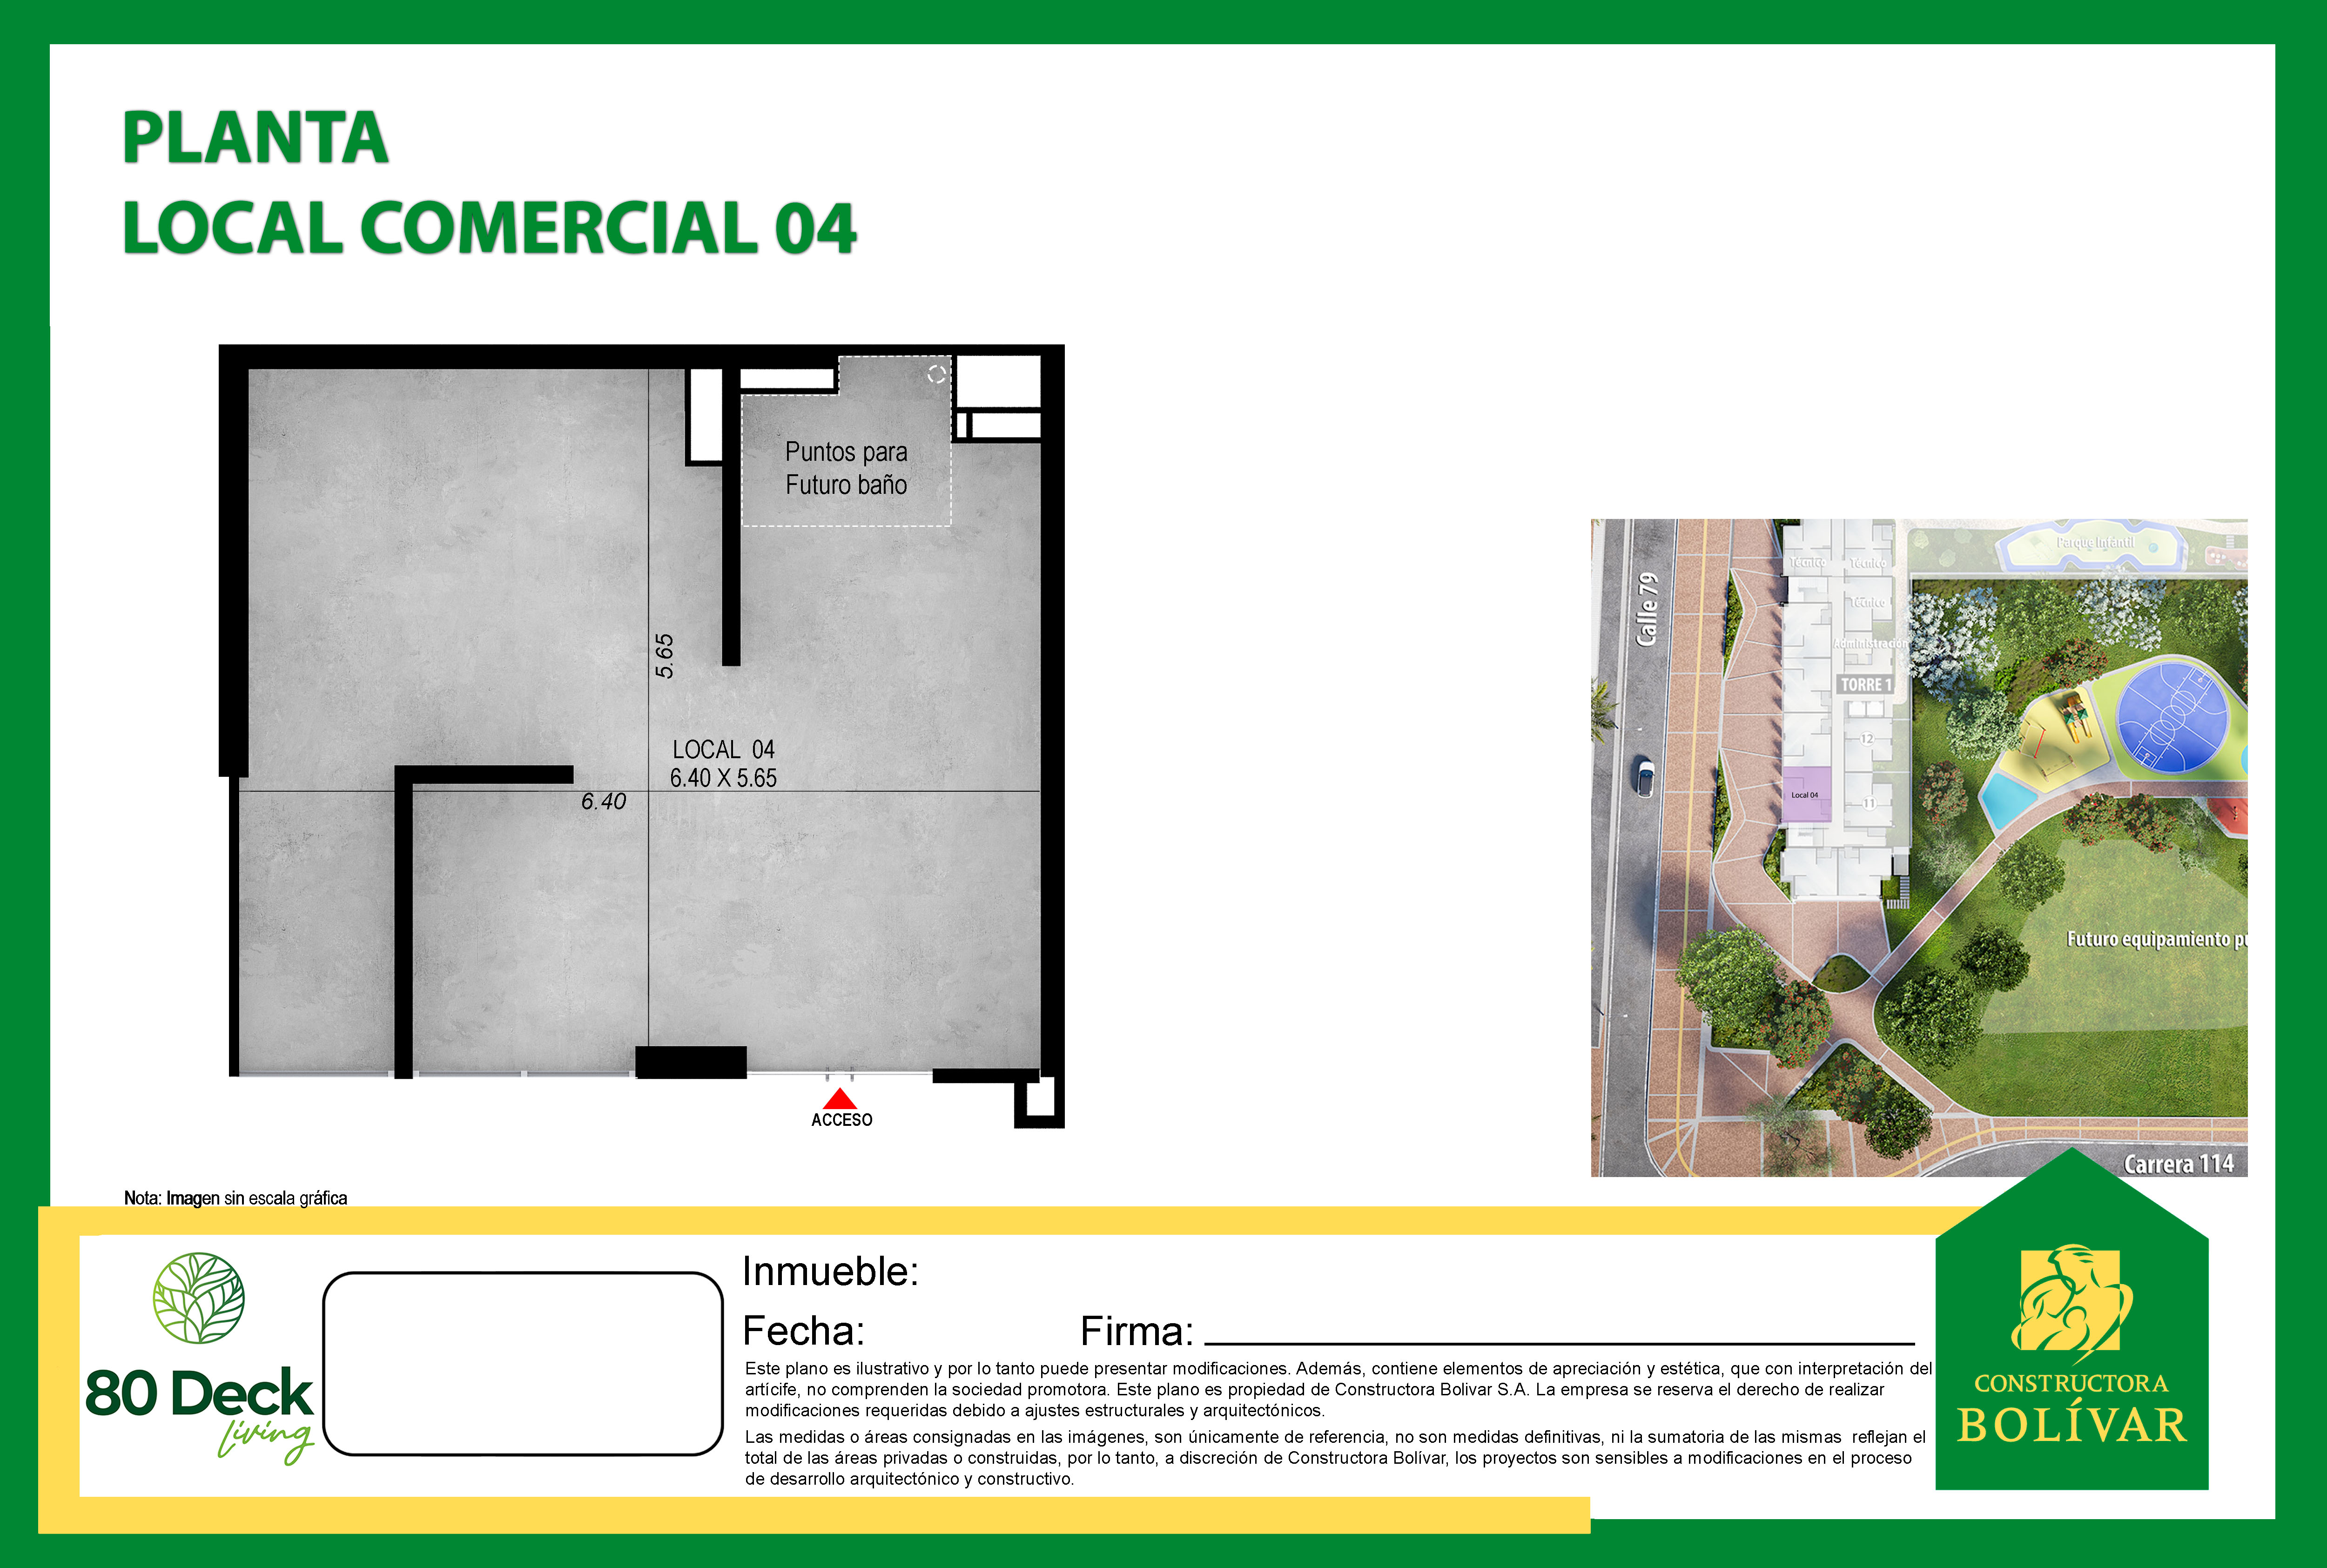 PLANTA
LOCAL COMERCIAL 04
Puntos para
Futuro baño
5.65
LOCAL 04
6.40 X 5.65
6.40
ACCESO
Calle 79
Parque Infantil
Técnico
Técnico
Técnico
Administración
TORRE 1
12
Local 04
11
Futuro equipamiento pu
Carrera 114
Nota: Imagen sin escala gráfica
80 Deck
living
Inmueble:
Fecha:
Firma:
Este plano es ilustrativo y por lo tanto puede presentar modificaciones. Además, contiene elementos de apreciación y estética, que con interpretación del
artícife, no comprenden la sociedad promotora. Este plano es propiedad de Constructora Bolivar S.A. La empresa se reserva el derecho de realizar
modificaciones requeridas debido a ajustes estructurales y arquitectónicos.
Las medidas o áreas consignadas en las imágenes, son únicamente de referencia, no son medidas definitivas, ni la sumatoria de las mismas reflejan el
total de las áreas privadas o construidas, por lo tanto, a discreción de Constructora Bolívar, los proyectos son sensibles a modificaciones en el proceso
de desarrollo arquitectónico y constructivo.
CONSTRUCTORA
BOLÍVAR